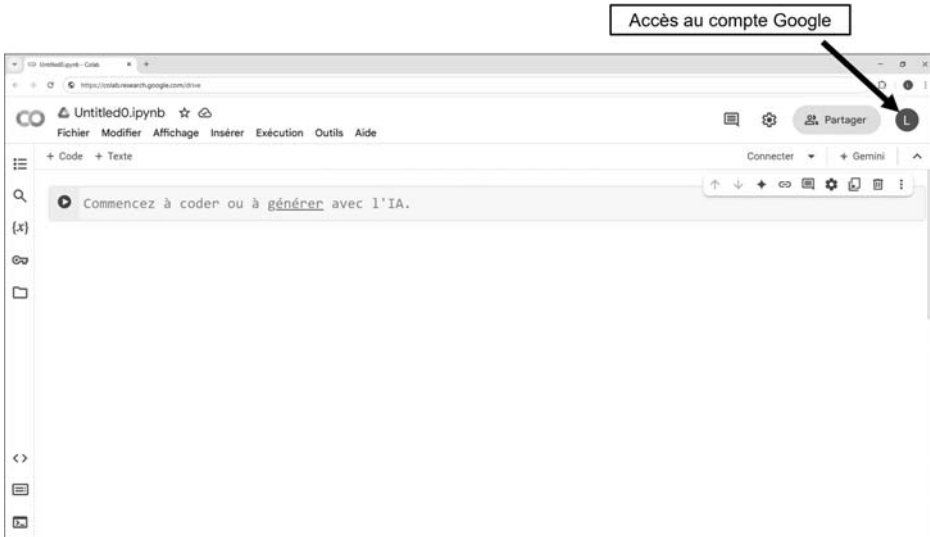 Accès au compte Google
Untitled0.ipynb - Colab
https://colab.research.google.com/drive
CO Untitled0.ipynb
Partager
L
Fichier Modifier Affichage Insérer Exécution Outils Aide
+ Code + Texte
Connecter
+ Gemini
Commencez à coder ou à générer avec l'IA.
{x}